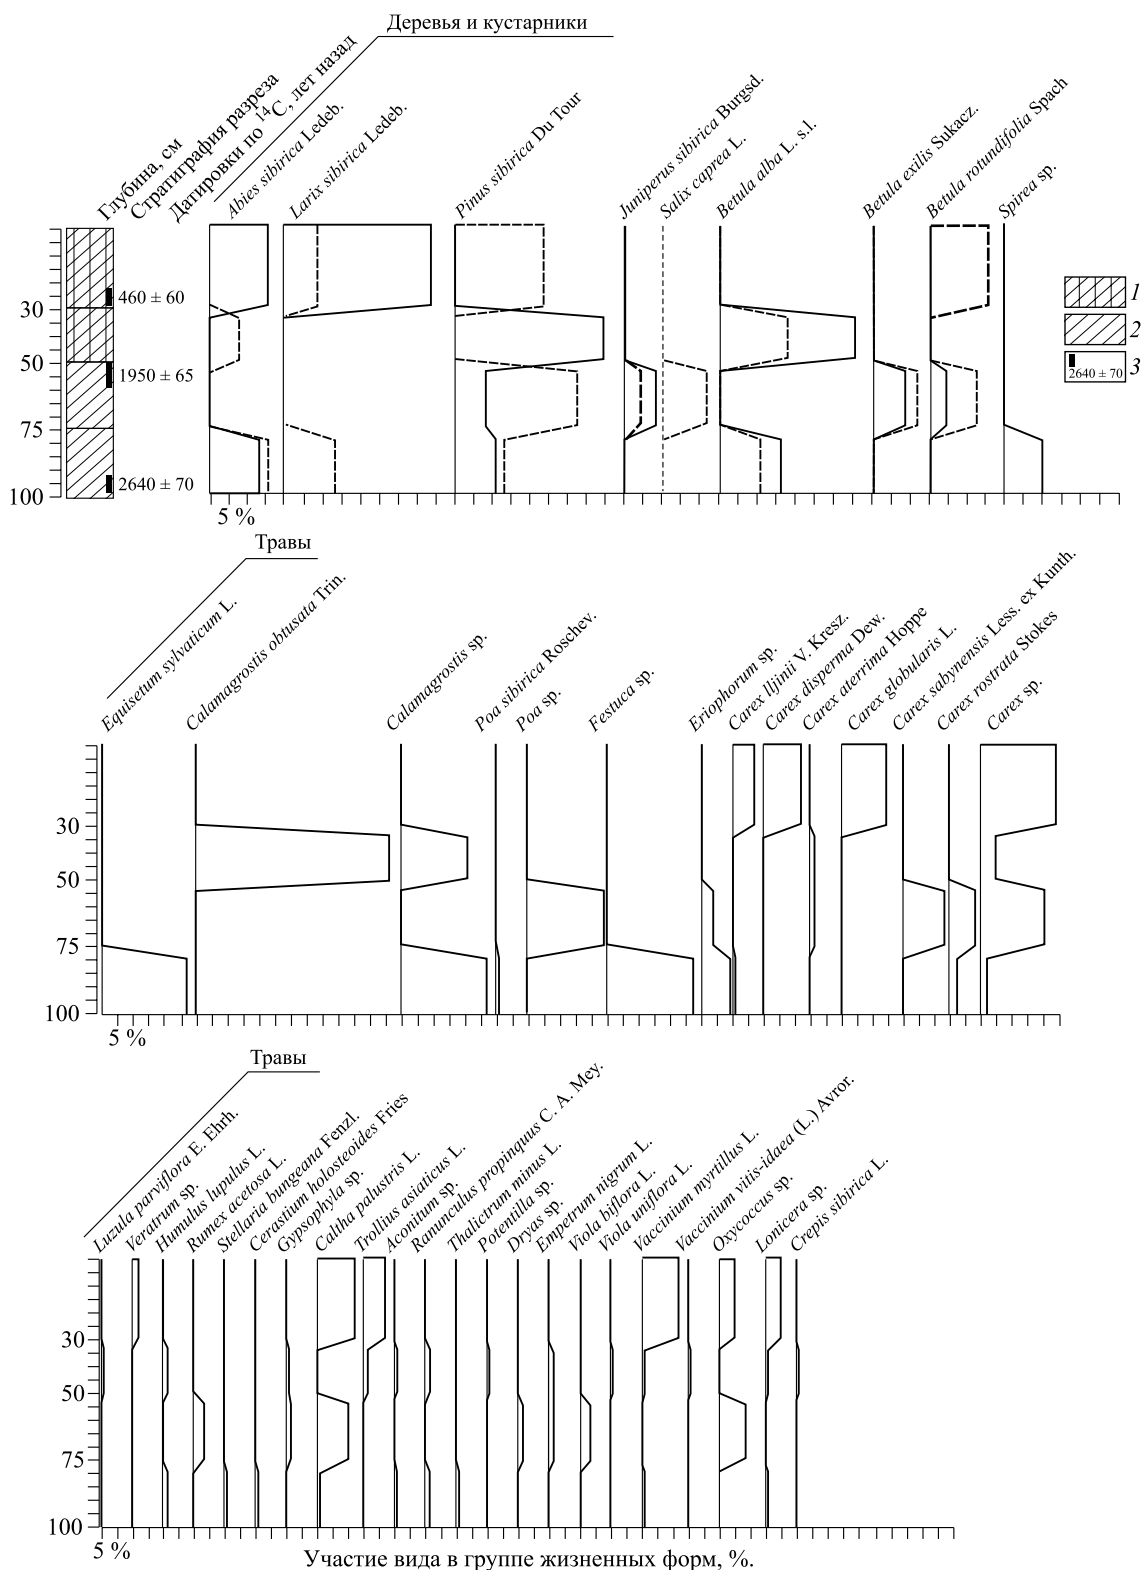 Деревья и кустарники
Глубина, см
Стратиграфия разреза
Датировки по ¹⁴C, лет назад
Abies sibirica Ledeb.
Larix sibirica Ledeb.
Pinus sibirica Du Tour
Juniperus sibirica Burgsd.
Salix caprea L.
Betula alba L. s.l.
Betula exilis Sukacz.
Betula rotundifolia Spach
Spirea sp.
30
50
75
100
460 ± 60
1950 ± 65
2640 ± 70
1
2
2640 ± 70 3
5 %
Травы
Equisetum sylvaticum L.
Calamagrostis obtusata Trin.
Calamagrostis sp.
Poa sibirica Roschev.
Poa sp.
Festuca sp.
Eriophorum sp.
Carex lljinii V. Kresz.
Carex disperma Dew.
Carex aterrima Hoppe
Carex globularis L.
Carex sabynensis Less. ex Kunth.
Carex rostrata Stokes
Carex sp.
30
50
75
100
5 %
Травы
Luzula parviflora E. Ehrh.
Veratrum sp.
Humulus lupulus L.
Rumex acetosa L.
Stellaria bungeana Fenzl.
Cerastium holosteoides Fries
Gypsophyla sp.
Caltha palustris L.
Trollius asiaticus L.
Aconitum sp.
Ranunculus propinquus C. A. Mey.
Thalictrum minus L.
Potentilla sp.
Dryas sp.
Empetrum nigrum L.
Viola biflora L.
Viola uniflora L.
Vaccinium myrtillus L.
Vaccinium vitis-idaea (L.) Avror.
Oxycoccus sp.
Lonicera sp.
Crepis sibirica L.
30
50
75
100
5 %
Участие вида в группе жизненных форм, %.